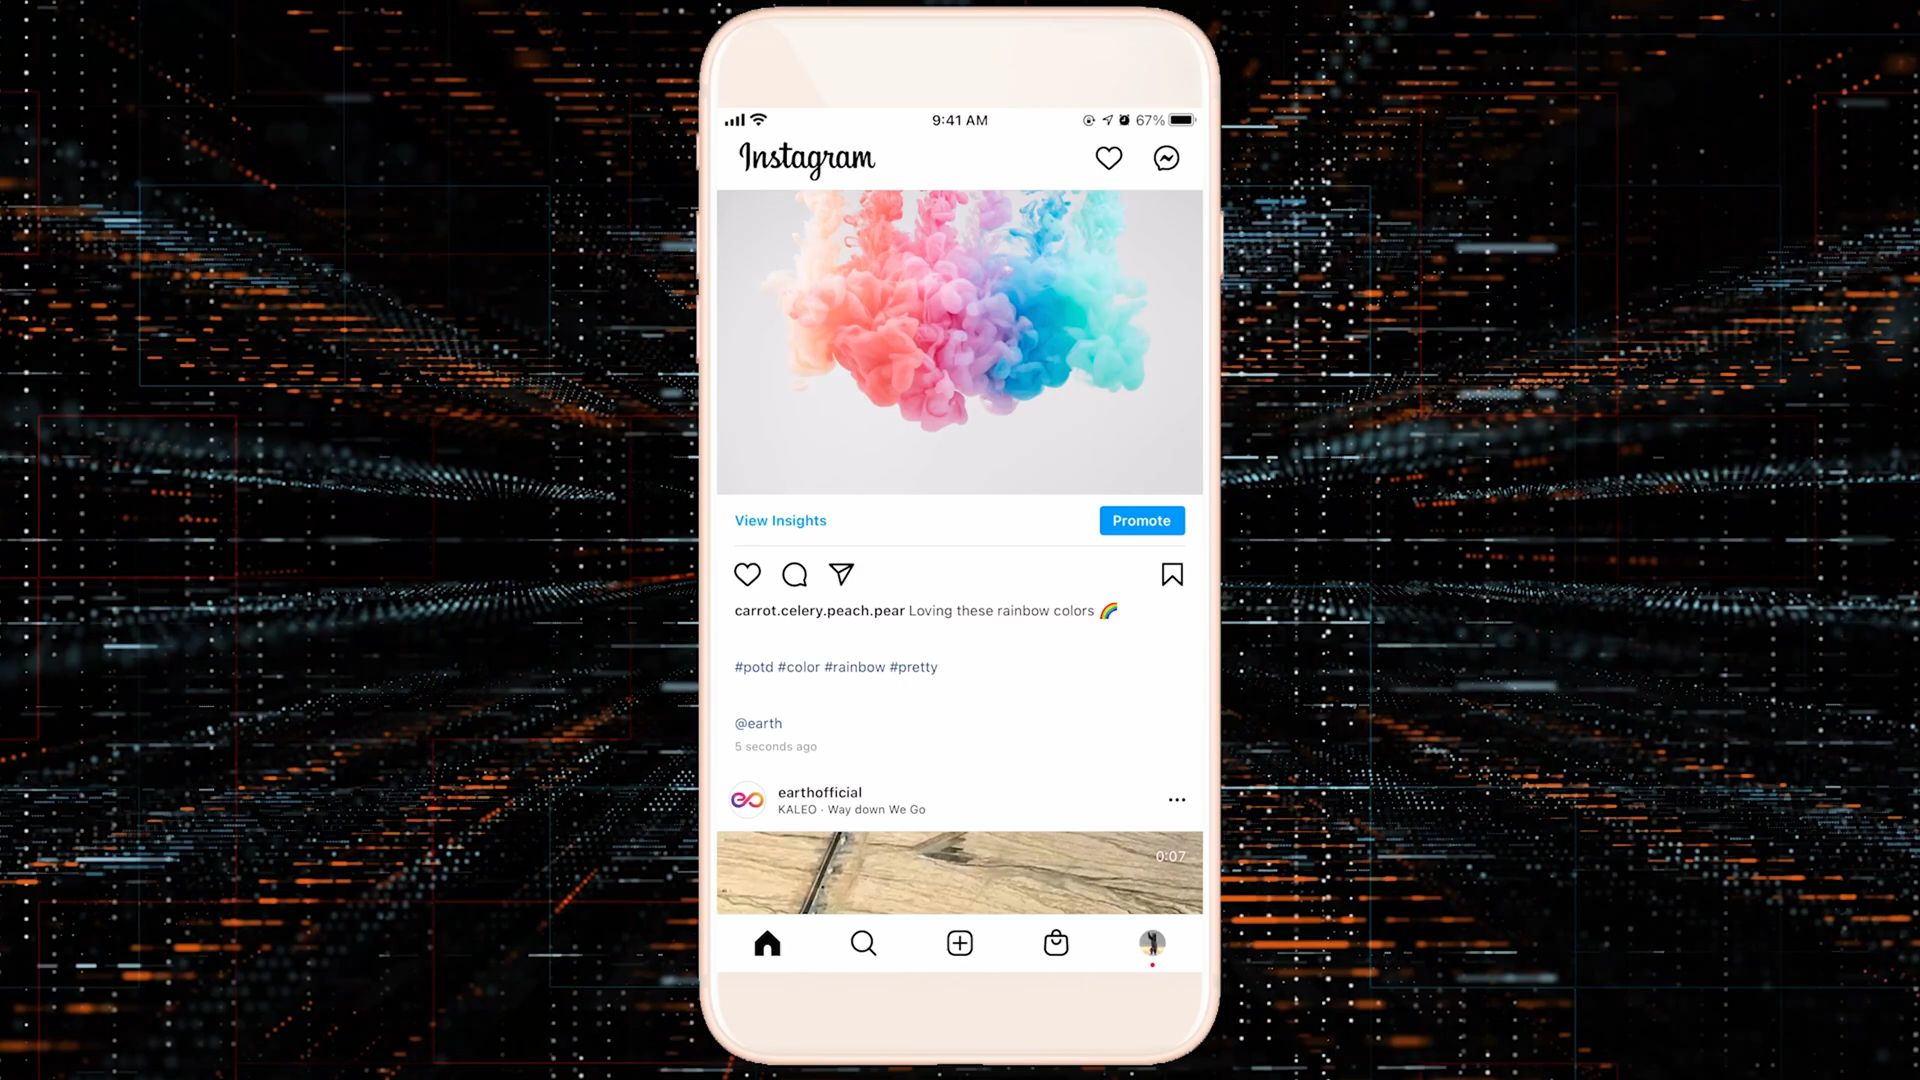 9:41 AM
67%
Instagram
View Insights
Promote
carrot.celery.peach.pear Loving these rainbow colors 🌈
#potd #color #rainbow #pretty
@earth
5 seconds ago
earthofficial
KALEO · Way down We Go
0:07